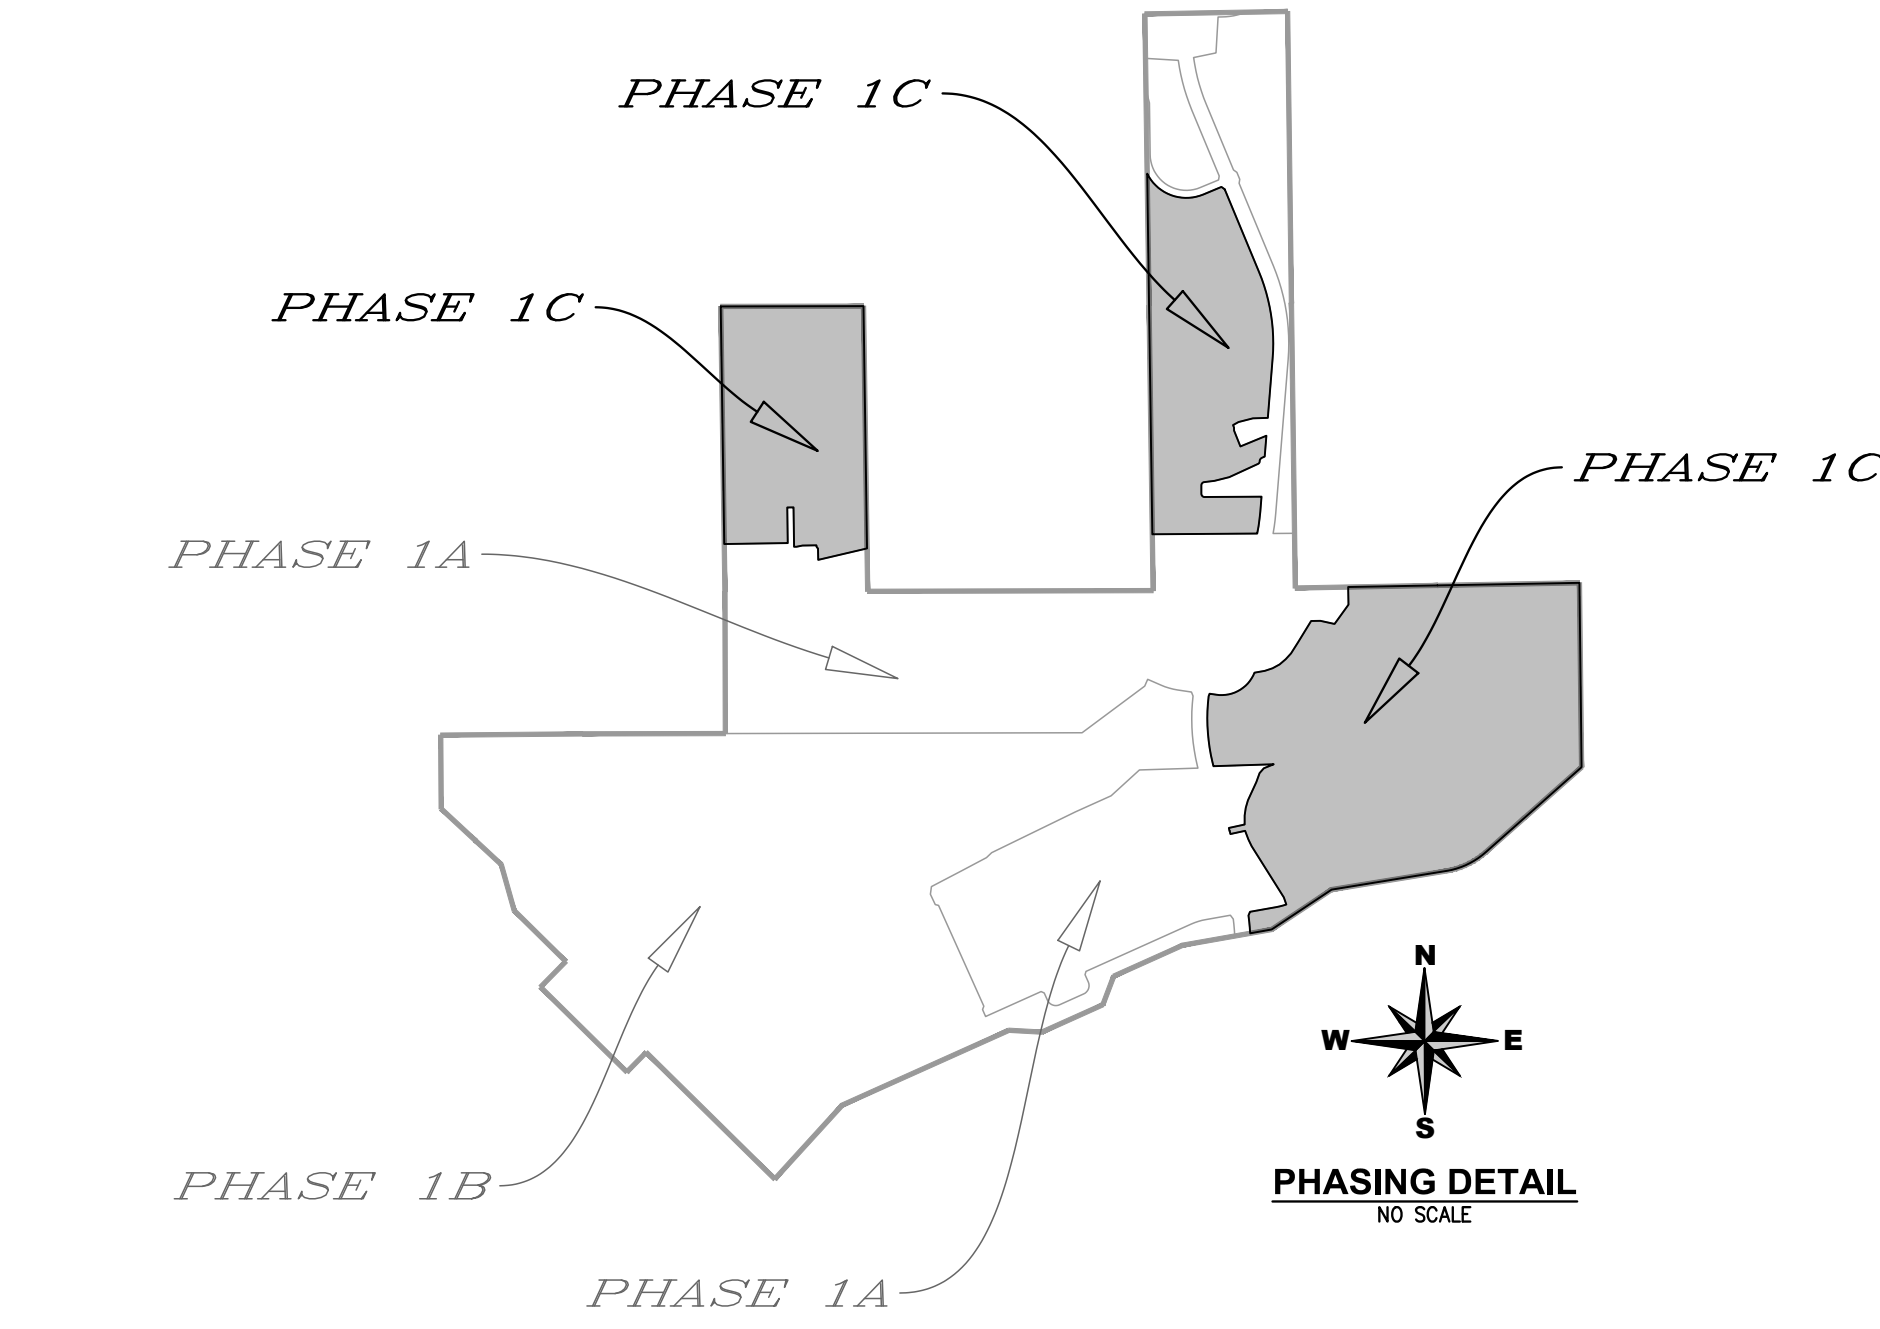 PHASE 1C
PHASE 1C
PHASE 1C
PHASE 1A
N
W E
S
PHASING DETAIL
NO SCALE
PHASE 1B
PHASE 1A